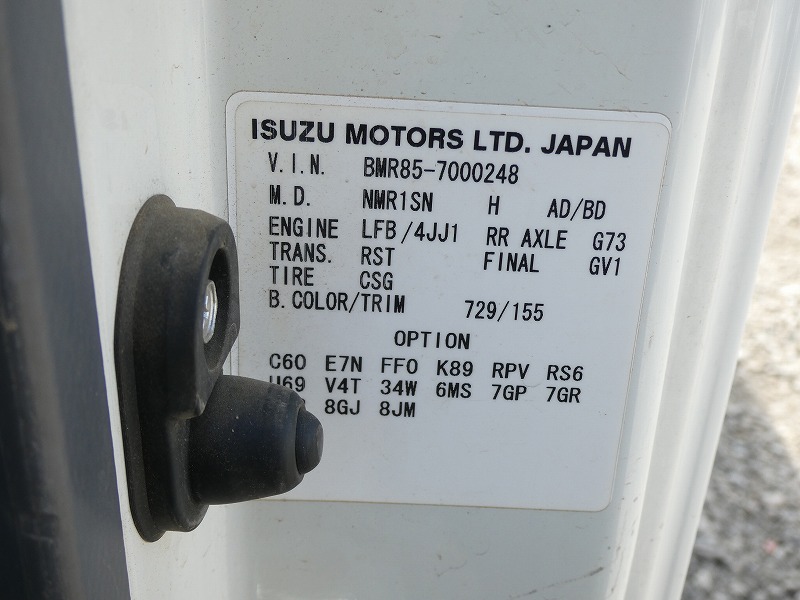 ISUZU MOTORS LTD. JAPAN
V.I.N. BMR85-7000248
M.D. NMR1SN H AD/BD
ENGINE LFB/4JJ1 RR AXLE G73
TRANS. RST FINAL GV1
TIRE CSG
B.COLOR/TRIM 729/155
OPTION
C60 E7N FF0 K89 RPV RS6
V4T 34W 6MS 7GP 7GR
8GJ 8JM